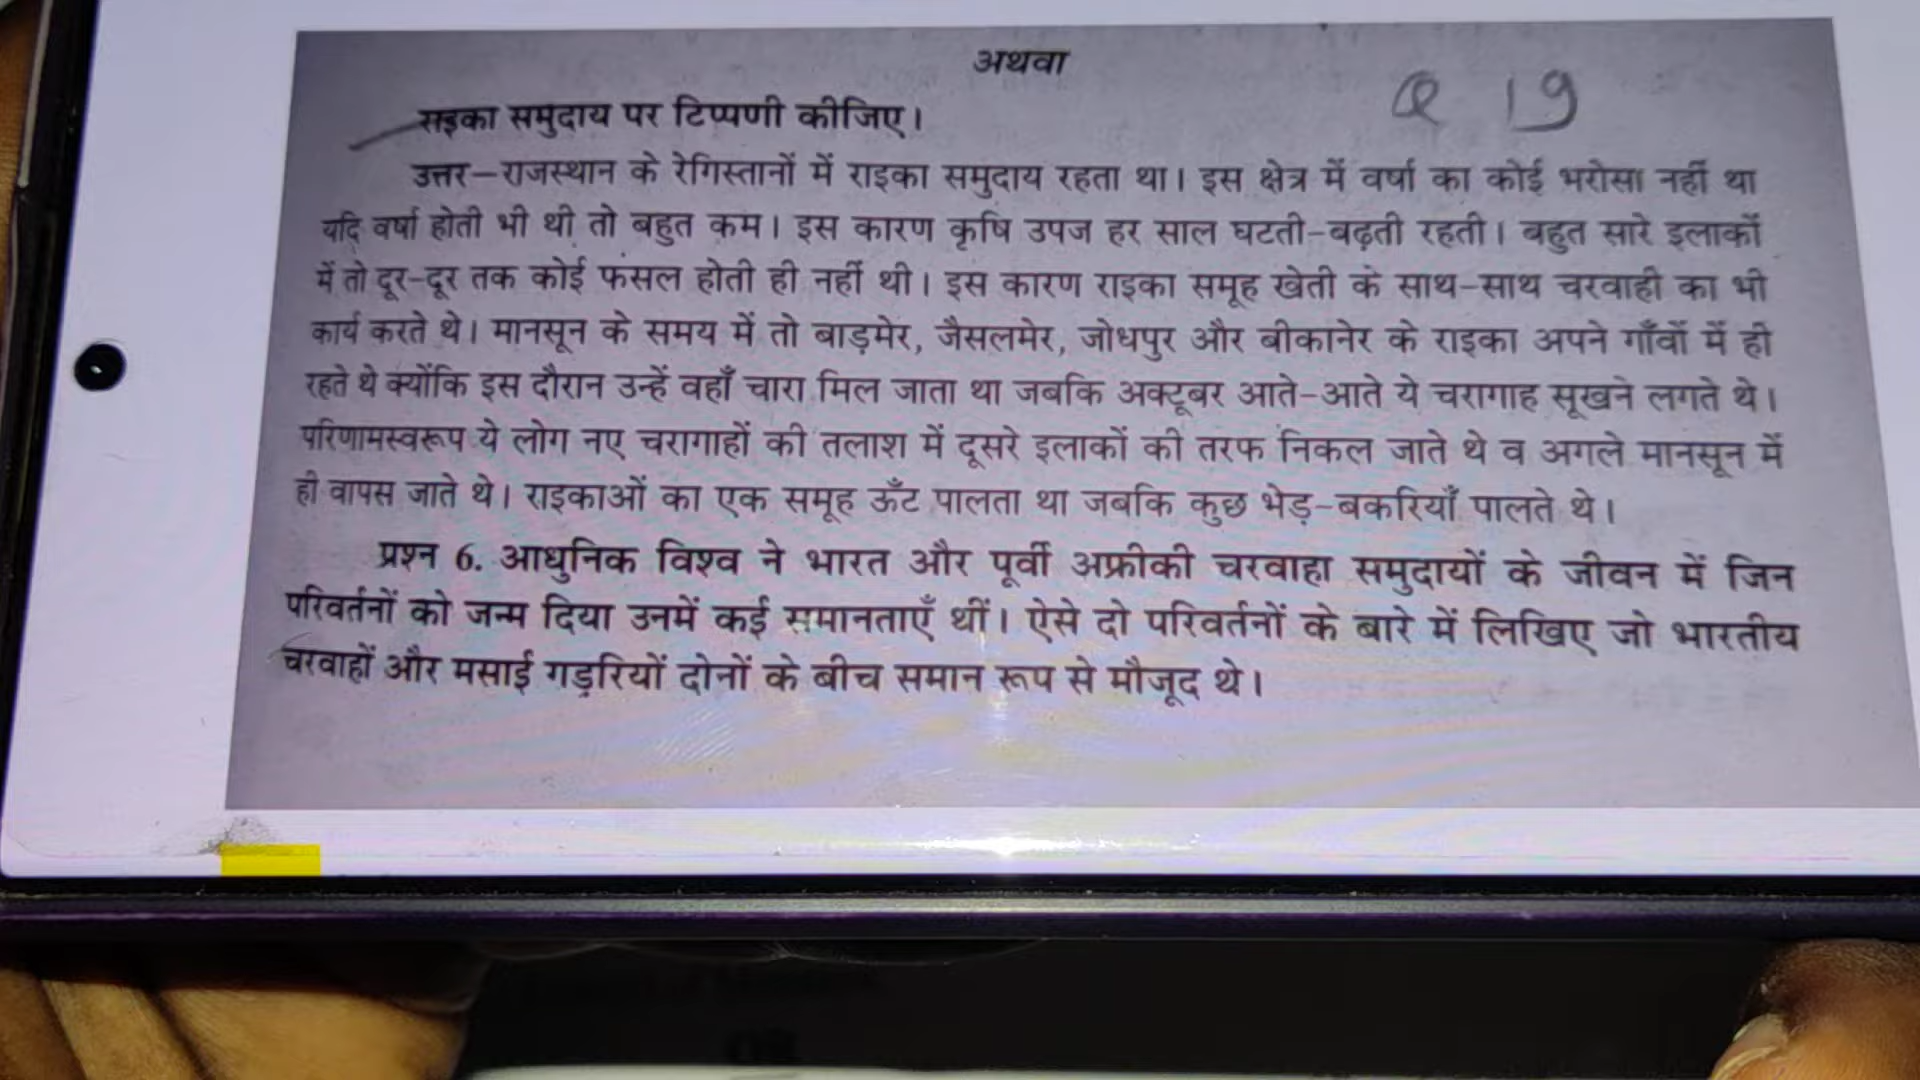 अथवा
Q 19
राइका समुदाय पर टिप्पणी कीजिए।
उत्तर–राजस्थान के रेगिस्तानों में राइका समुदाय रहता था। इस क्षेत्र में वर्षा का कोई भरोसा नहीं था
यदि वर्षा होती भी थी तो बहुत कम। इस कारण कृषि उपज हर साल घटती-बढ़ती रहती। बहुत सारे इलाकों
में तो दूर-दूर तक कोई फसल होती ही नहीं थी। इस कारण राइका समूह खेती के साथ-साथ चरवाही का भी
कार्य करते थे। मानसून के समय में तो बाड़मेर, जैसलमेर, जोधपुर और बीकानेर के राइका अपने गाँवों में ही
रहते थे क्योंकि इस दौरान उन्हें वहाँ चारा मिल जाता था जबकि अक्टूबर आते-आते ये चरागाह सूखने लगते थे।
परिणामस्वरूप ये लोग नए चरागाहों की तलाश में दूसरे इलाकों की तरफ निकल जाते थे व अगले मानसून में
ही वापस जाते थे। राइकाओं का एक समूह ऊँट पालता था जबकि कुछ भेड़-बकरियाँ पालते थे।
प्रश्न 6. आधुनिक विश्व ने भारत और पूर्वी अफ्रीकी चरवाहा समुदायों के जीवन में जिन
परिवर्तनों को जन्म दिया उनमें कई समानताएँ थीं। ऐसे दो परिवर्तनों के बारे में लिखिए जो भारतीय
चरवाहों और मसाई गड़रियों दोनों के बीच समान रूप से मौजूद थे।